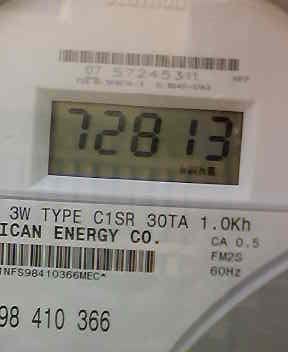 07 57245311
72813
3W TYPE C1SR 30TA 1.0Kh
ICAN ENERGY CO.
CA 0.5
FM2S
60Hz
1NFS98410366MEC*
98 410 366